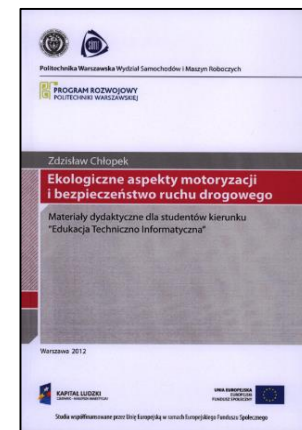 Politechnika Warszawska Wydział Samochodów i Maszyn Roboczych
PROGRAM ROZWOJOWY
POLITECHNIKI WARSZAWSKIEJ
Zdzisław Chłopek
Ekologiczne aspekty motoryzacji
i bezpieczeństwo ruchu drogowego
Materiały dydaktyczne dla studentów kierunku
"Edukacja Techniczno Informatyczna"
Warszawa 2012
KAPITAŁ LUDZKI
UNIA EUROPEJSKA
EUROPEJSKI
FUNDUSZ SPOŁECZNY
Studia współfinansowane przez Unię Europejską w ramach Europejskiego Funduszu Społecznego